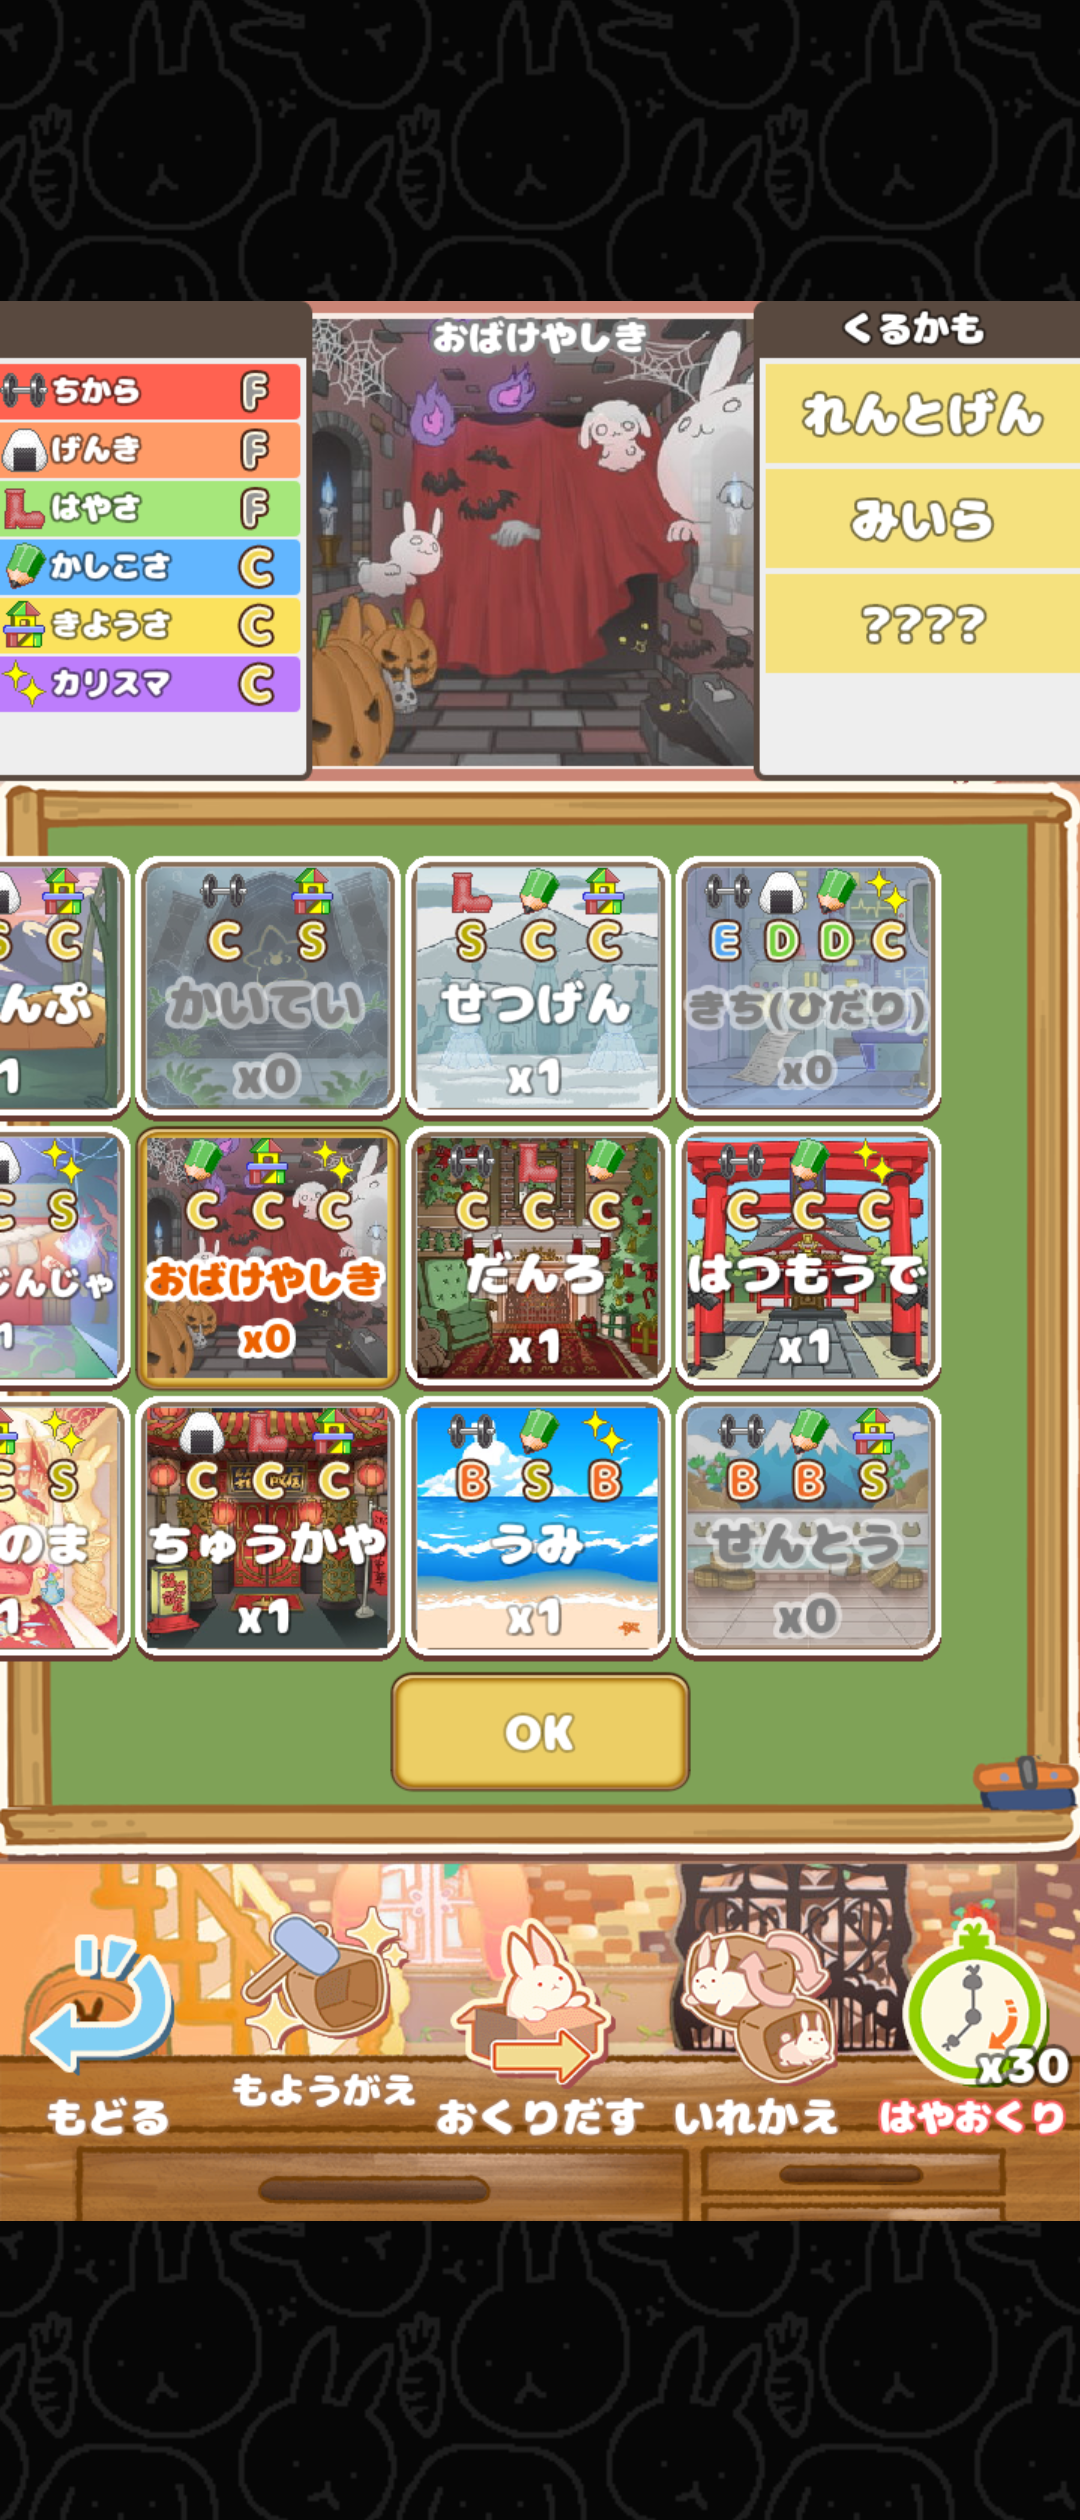 おばけやしき
くるかも
ちから F
げんき F
はやさ F
かしこさ C
きようさ C
カリスマ C
れんとげん
みいら
????
S C
んぷ
1
C S
かいてい
x0
S C C
せつげん
x1
E D D C
きち(ひだり)
x0
C S
じんじゃ
1
C C C
おばけやしき
x0
C C C
だんろ
x1
C C C
はつもうで
x1
C S
のま
1
C C C
ちゅうかや
x1
B S B
うみ
x1
B B S
せんとう
x0
OK
もどる
もようがえ
おくりだす
いれかえ
x30
はやおくり